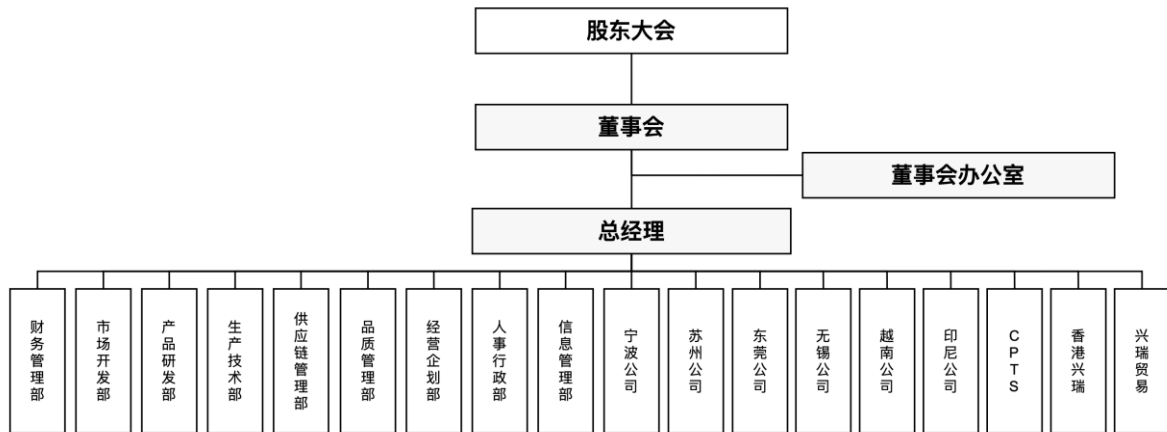 股东大会
董事会
董事会办公室
总经理
财务管理部
市场开发部
产品研发部
生产技术部
供应链管理部
品质管理部
经营企划部
人事行政部
信息管理部
宁波公司
苏州公司
东莞公司
无锡公司
越南公司
印尼公司
CPTS
香港兴瑞
兴瑞贸易